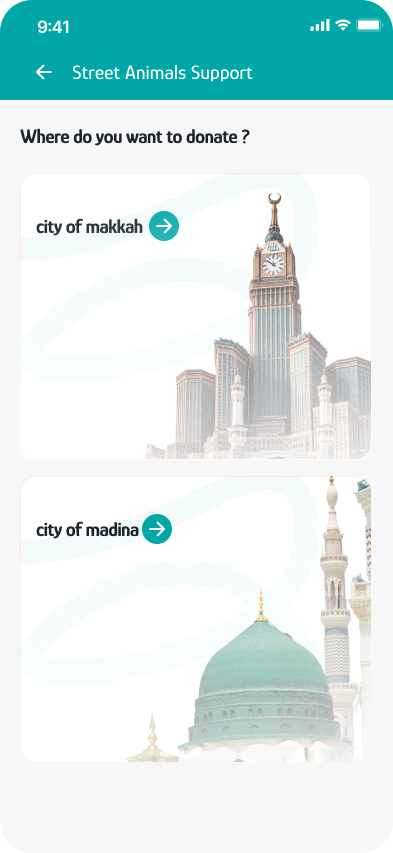 9:41
Street Animals Support
Where do you want to donate ?
city of makkah
city of madina